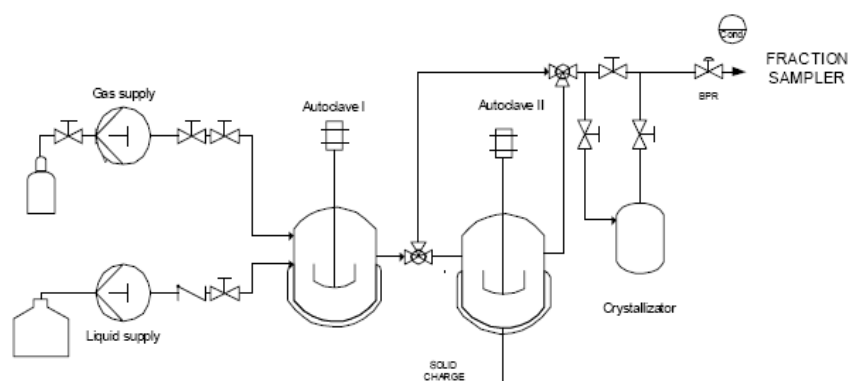 Cond.
FRACTION
SAMPLER
BPR
Gas supply
Autoclave I
Autoclave II
Crystallizator
Liquid supply
SOLID
CHARGE